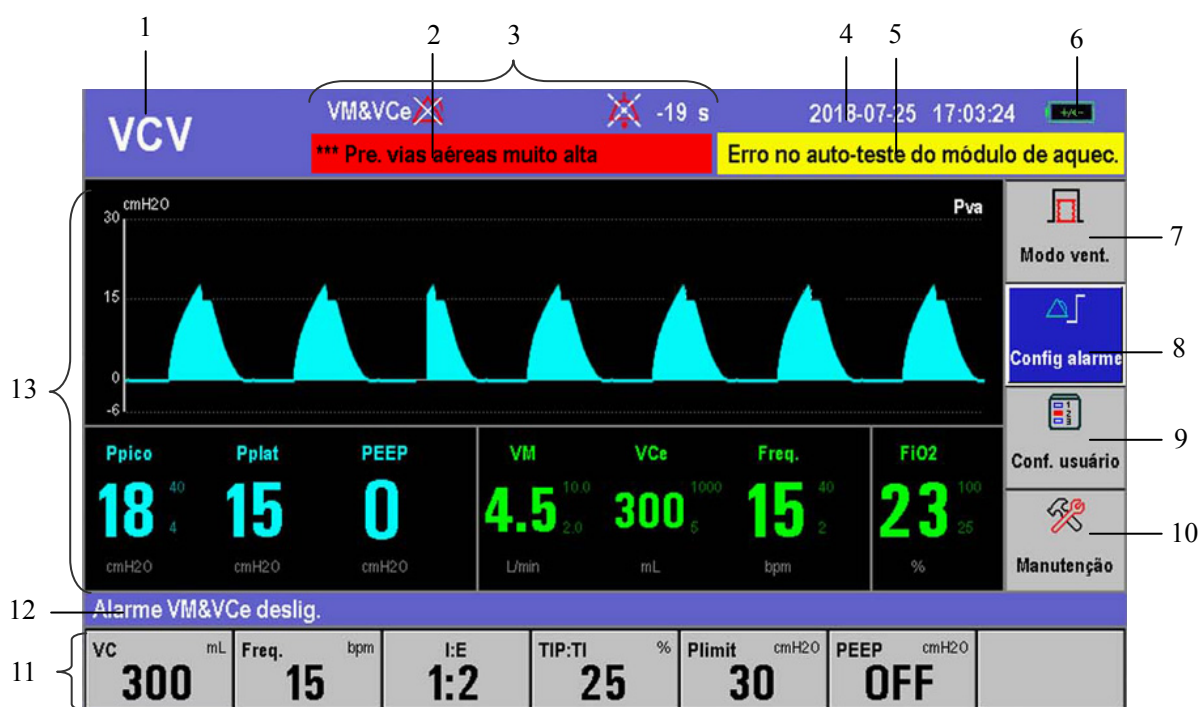 1 2 3 4 5 6
VCV
VM&VCe -19 s 2018-07-25 17:03:24 +/<-
*** Pre. vias aéreas muito alta Erro no auto-teste do módulo de aquec.
cmH2O Pva
30
15
0
-6
Modo vent. 7
Config alarme 8
Conf. usuário 9
Manutenção 10
13
Ppico Pplat PEEP VM VCe Freq. FiO2
18 40 4 15 0 4.5 10.0 2.0 300 1000 5 15 40 2 23 100 25
cmH2O cmH2O cmH2O L/min mL bpm %
12 Alarme VM&VCe deslig.
11
VC mL Freq. bpm I:E TIP:TI % Plimit cmH2O PEEP cmH2O
300 15 1:2 25 30 OFF